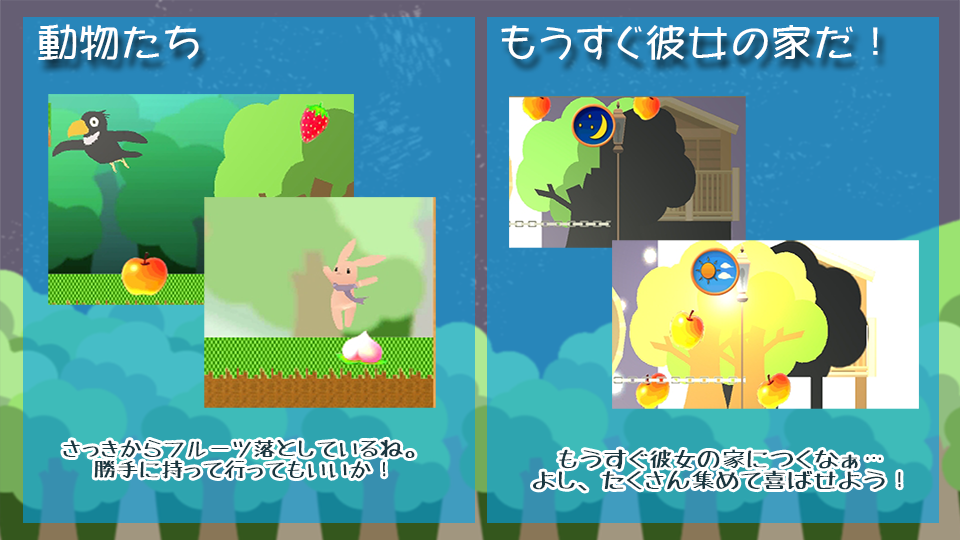 動物たち
さっきからフルーツ落としているね。
勝手に持って行ってもいいか！
もうすぐ彼女の家だ！
もうすぐ彼女の家につくなぁ…
よし、たくさん集めて喜ばせよう！